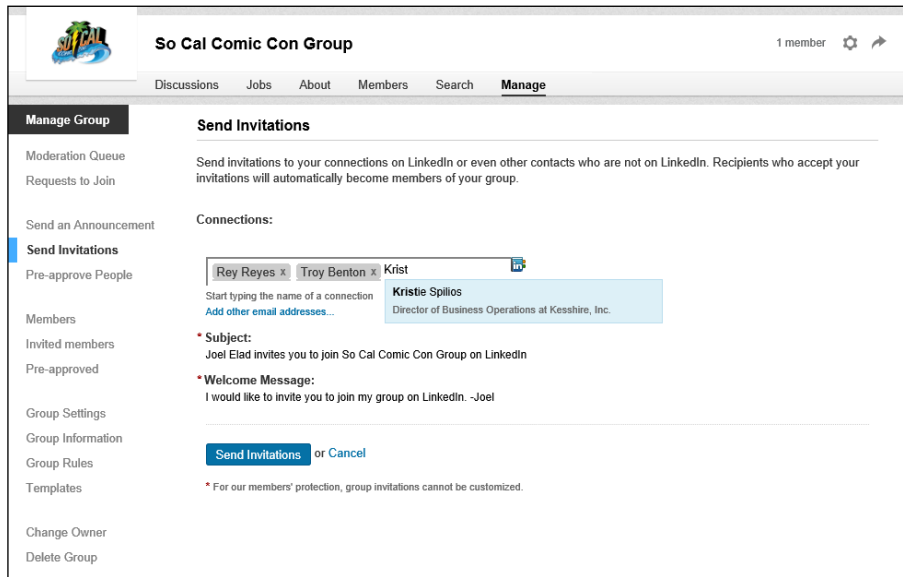 SO CAL
So Cal Comic Con Group
1 member
Discussions Jobs About Members Search Manage
Manage Group
Moderation Queue
Requests to Join
Send an Announcement
Send Invitations
Pre-approve People
Members
Invited members
Pre-approved
Group Settings
Group Information
Group Rules
Templates
Change Owner
Delete Group
Send Invitations
Send invitations to your connections on LinkedIn or even other contacts who are not on LinkedIn. Recipients who accept your
invitations will automatically become members of your group.
Connections:
Rey Reyes x Troy Benton x Krist
in
Kristie Spilios
Director of Business Operations at Kesshire, Inc.
Start typing the name of a connection
Add other email addresses...
* Subject:
Joel Elad invites you to join So Cal Comic Con Group on LinkedIn
* Welcome Message:
I would like to invite you to join my group on LinkedIn. -Joel
Send Invitations or Cancel
* For our members' protection, group invitations cannot be customized.